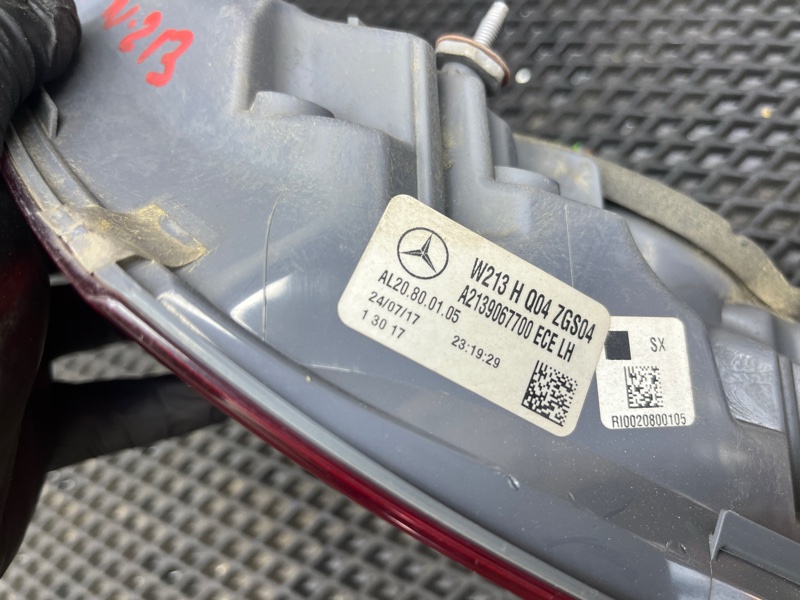 W213
W213 H Q04 ZGS04
A2139067700 ECE LH
AL20.80.01.05
24/07/17
1 30 17
23:19:29
SX
RI0020800105